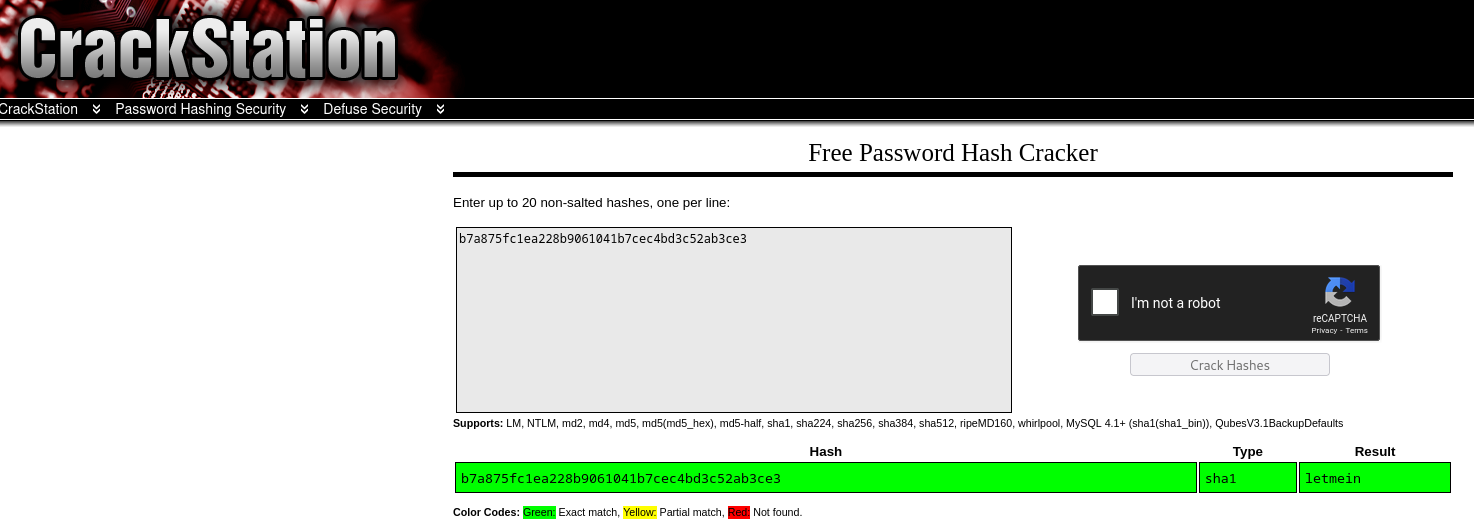 CrackStation
CrackStation Password Hashing Security Defuse Security
Free Password Hash Cracker
Enter up to 20 non-salted hashes, one per line:
b7a875fc1ea228b9061041b7cec4bd3c52ab3ce3
I'm not a robot
reCAPTCHA
Privacy - Terms
Crack Hashes
Supports: LM, NTLM, md2, md4, md5, md5(md5_hex), md5-half, sha1, sha224, sha256, sha384, sha512, ripeMD160, whirlpool, MySQL 4.1+ (sha1(sha1_bin)), QubesV3.1BackupDefaults
Hash Type Result
b7a875fc1ea228b9061041b7cec4bd3c52ab3ce3 sha1 letmein
Color Codes: Green: Exact match, Yellow: Partial match, Red: Not found.